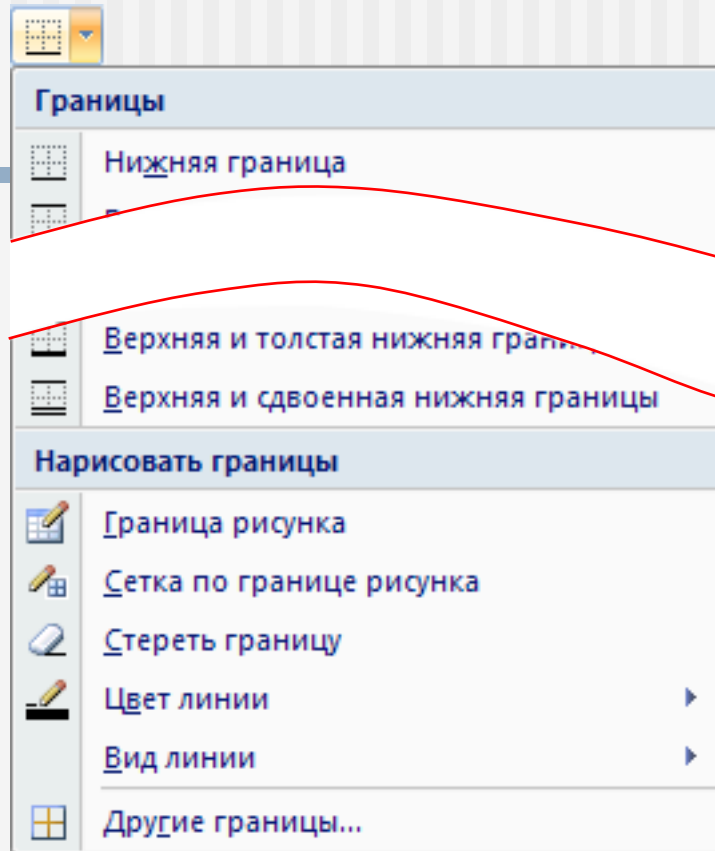 Границы
Нижняя граница
Верхняя и толстая нижняя
Верхняя и сдвоенная нижняя границы
Нарисовать границы
Граница рисунка
Сетка по границе рисунка
Стереть границу
Цвет линии
Вид линии
Другие границы...